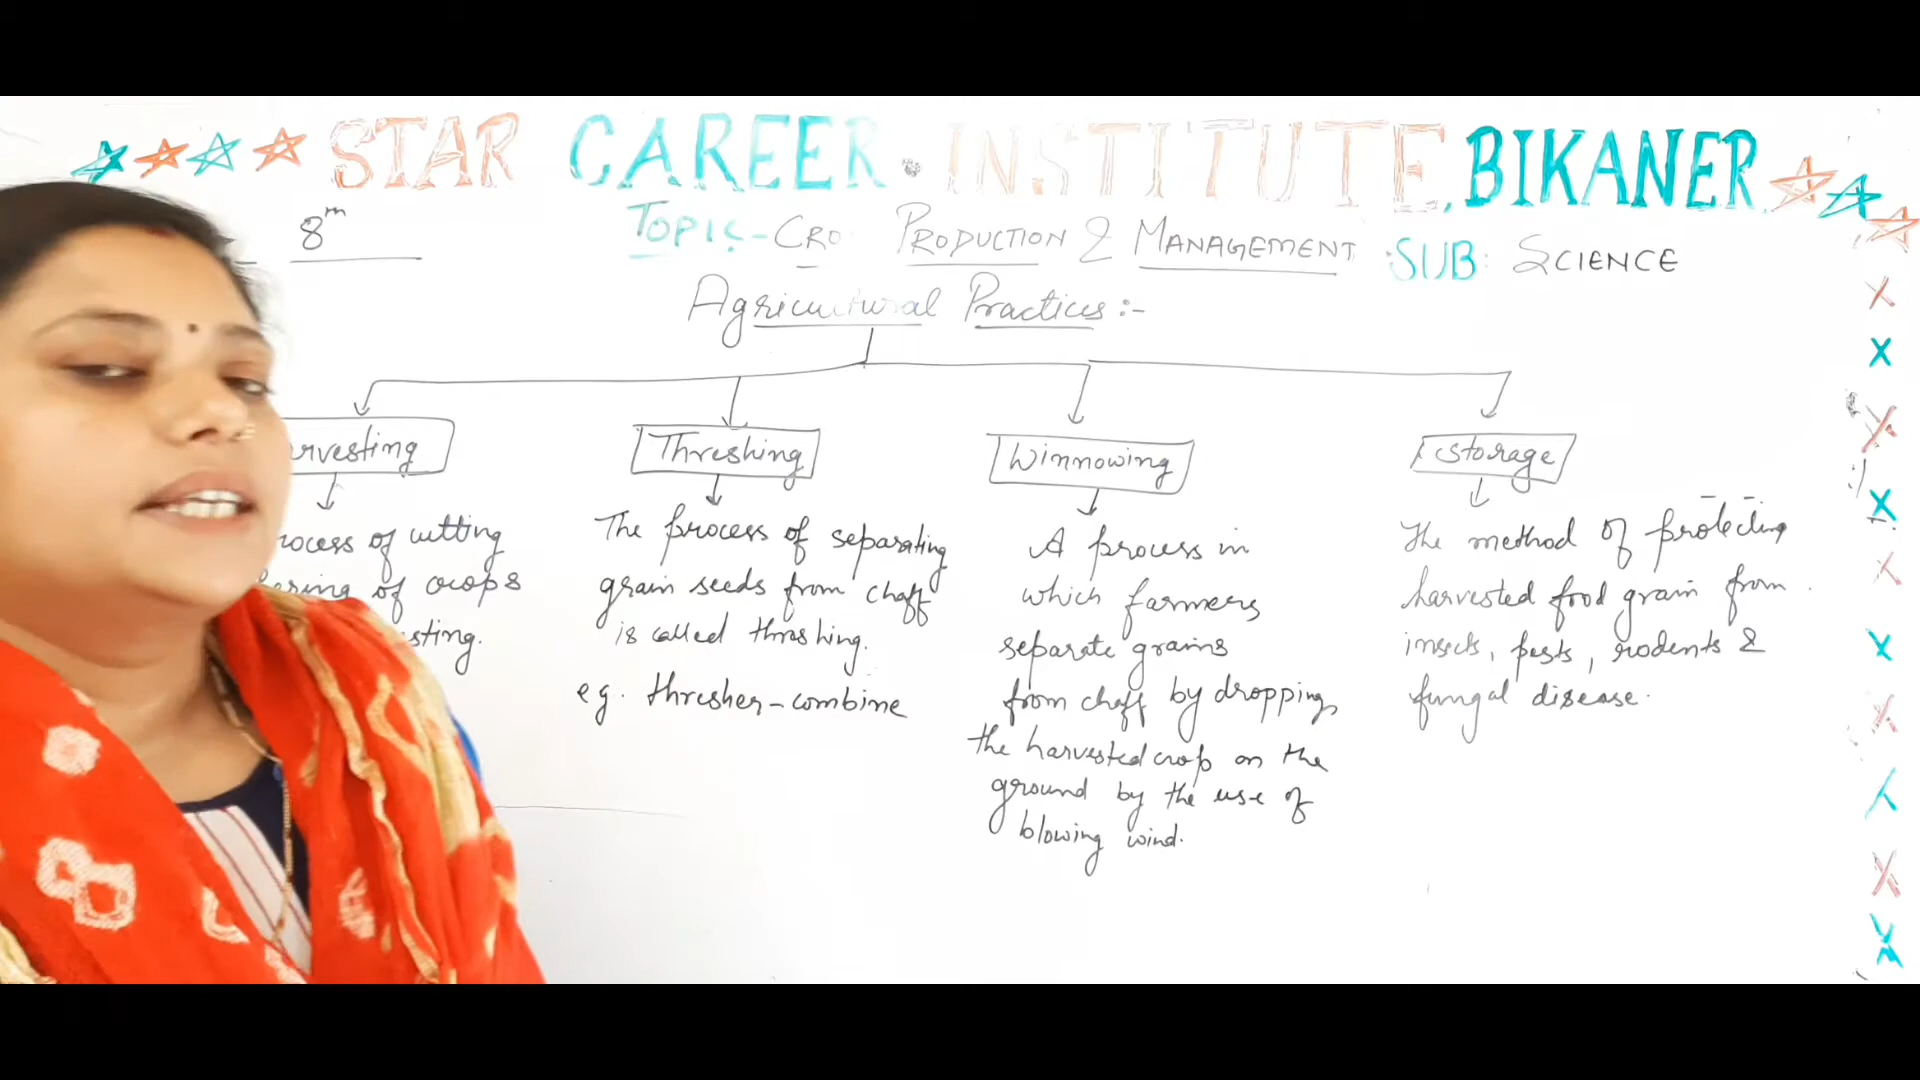 STAR CAREER INSTITUTE, BIKANER
8th
TOPIC - CRO PRODUCTION & MANAGEMENT SUB: SCIENCE
Agricultural Practices :-
rvesting
Threshing
Winnowing
Storage
rocess of cutting
ering of crops
sting.
The process of separating
grain seeds from chaff
is called threshing.
eg. thresher-combine
A process in
which farmers
separate grains
from chaff by dropping
the harvested crop on the
ground by the use of
blowing wind.
The method of protecting
harvested food grain from
insects, pests, rodents &
fungal disease.